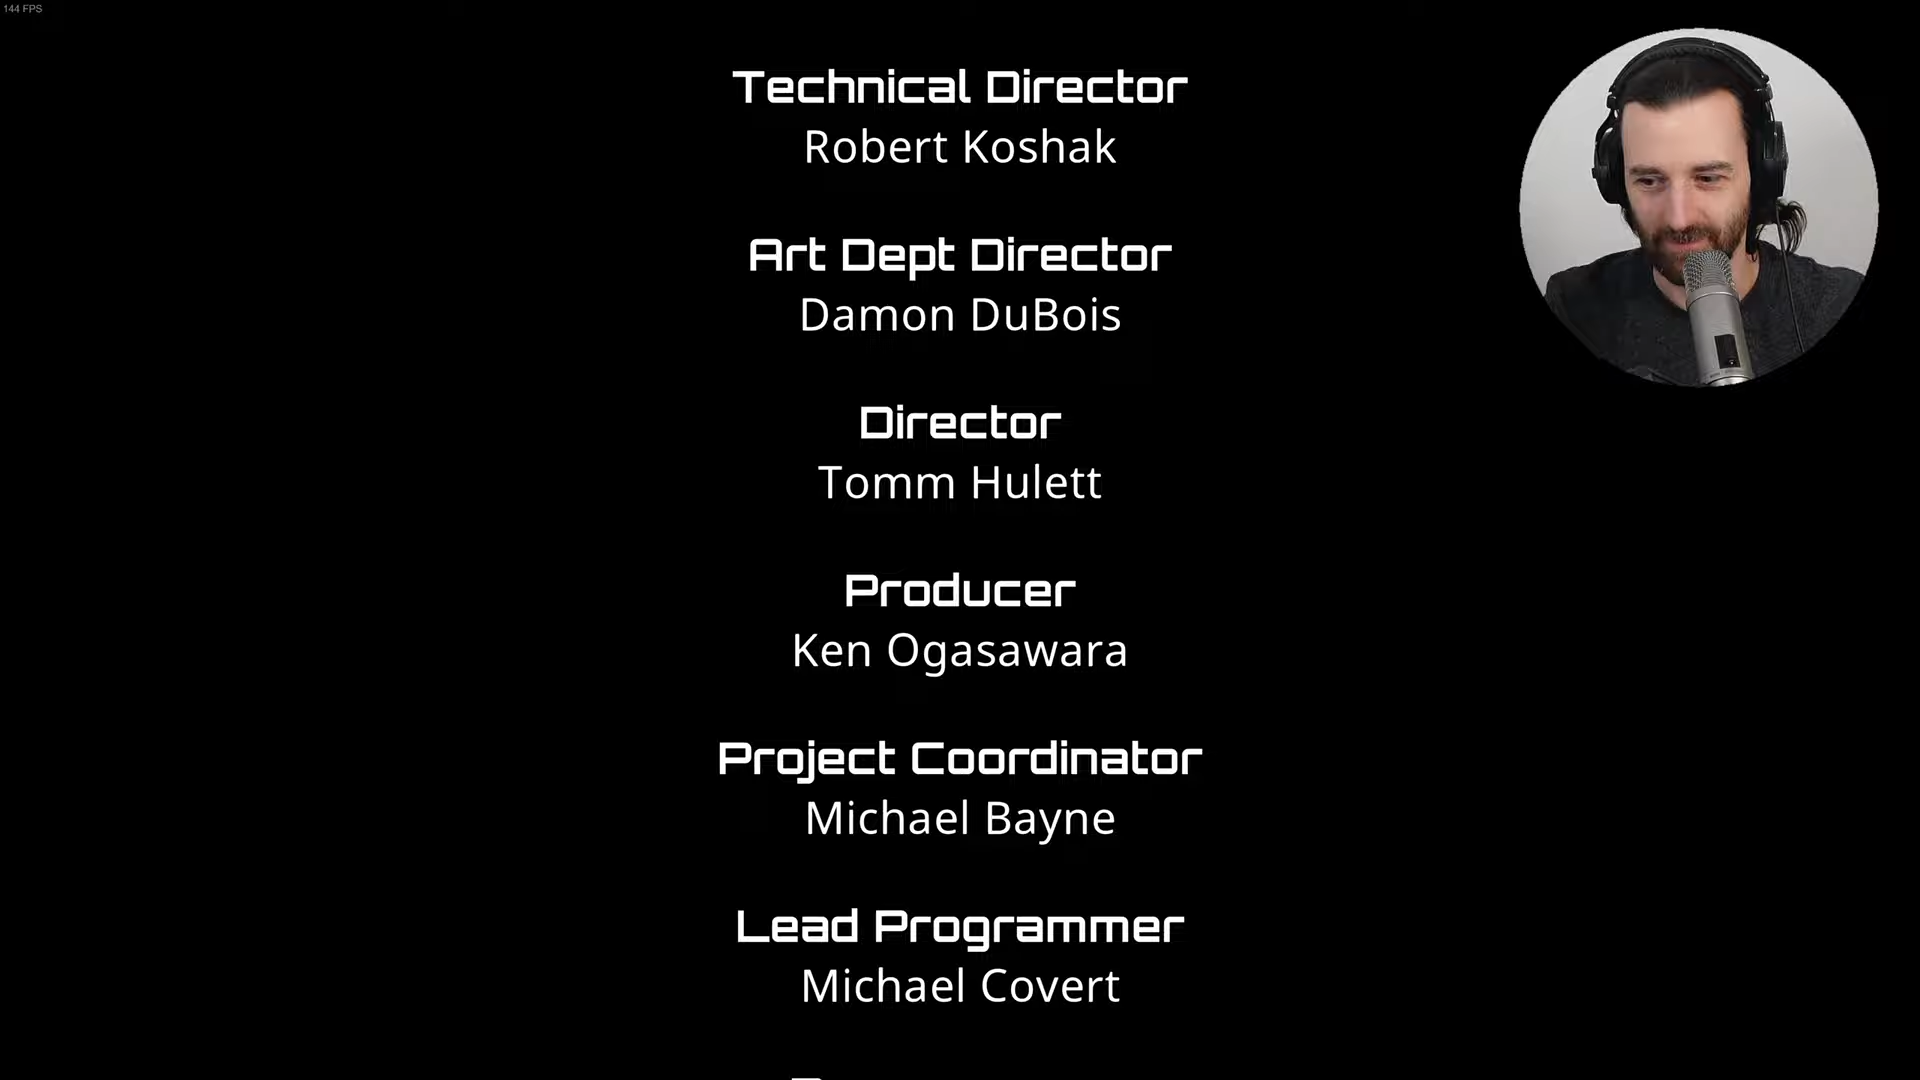 144 FPS
Technical Director
Robert Koshak
Art Dept Director
Damon DuBois
Director
Tomm Hulett
Producer
Ken Ogasawara
Project Coordinator
Michael Bayne
Lead Programmer
Michael Covert